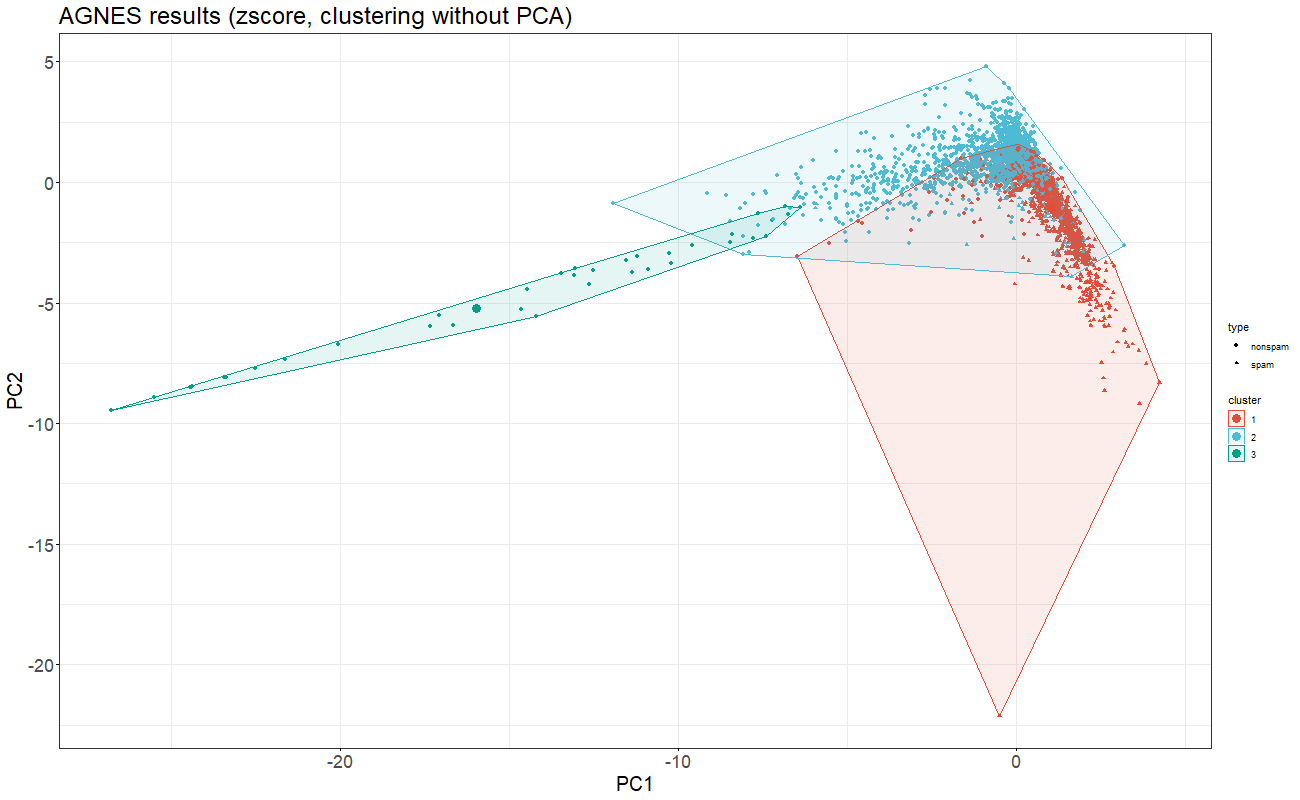 AGNES results (zscore, clustering without PCA)
5
0
-5
-10
-15
-20
PC2
-20
-10
0
PC1
type
nonspam
spam
cluster
1
2
3